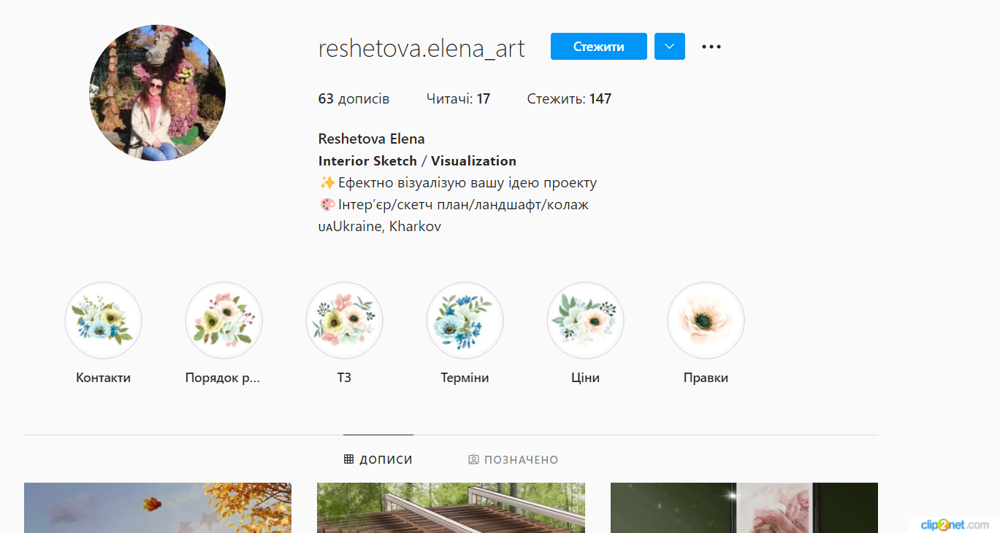 reshetova.elena_art Стежити
63 дописів Читачі: 17 Стежить: 147
Reshetova Elena
Interior Sketch / Visualization
✨Ефектно візуалізую вашу ідею проекту
🎨Інтер’єр/скетч план/ландшафт/колаж
UAUkraine, Kharkov
Контакти Порядок р... ТЗ Терміни Ціни Правки
ДОПИСИ ПОЗНАЧЕНО
clip2net.com